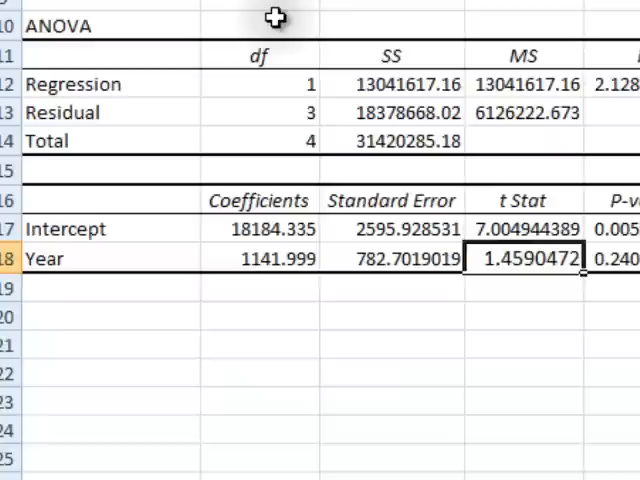 10 ANOVA
11 df SS MS
12 Regression 1 13041617.16 13041617.16 2.128
13 Residual 3 18378668.02 6126222.673
14 Total 4 31420285.18
15
16 Coefficients Standard Error t Stat P-v
17 Intercept 18184.335 2595.928531 7.004944389 0.005
18 Year 1141.999 782.7019019 1.4590472 0.240
19
20
21
22
23
24
25